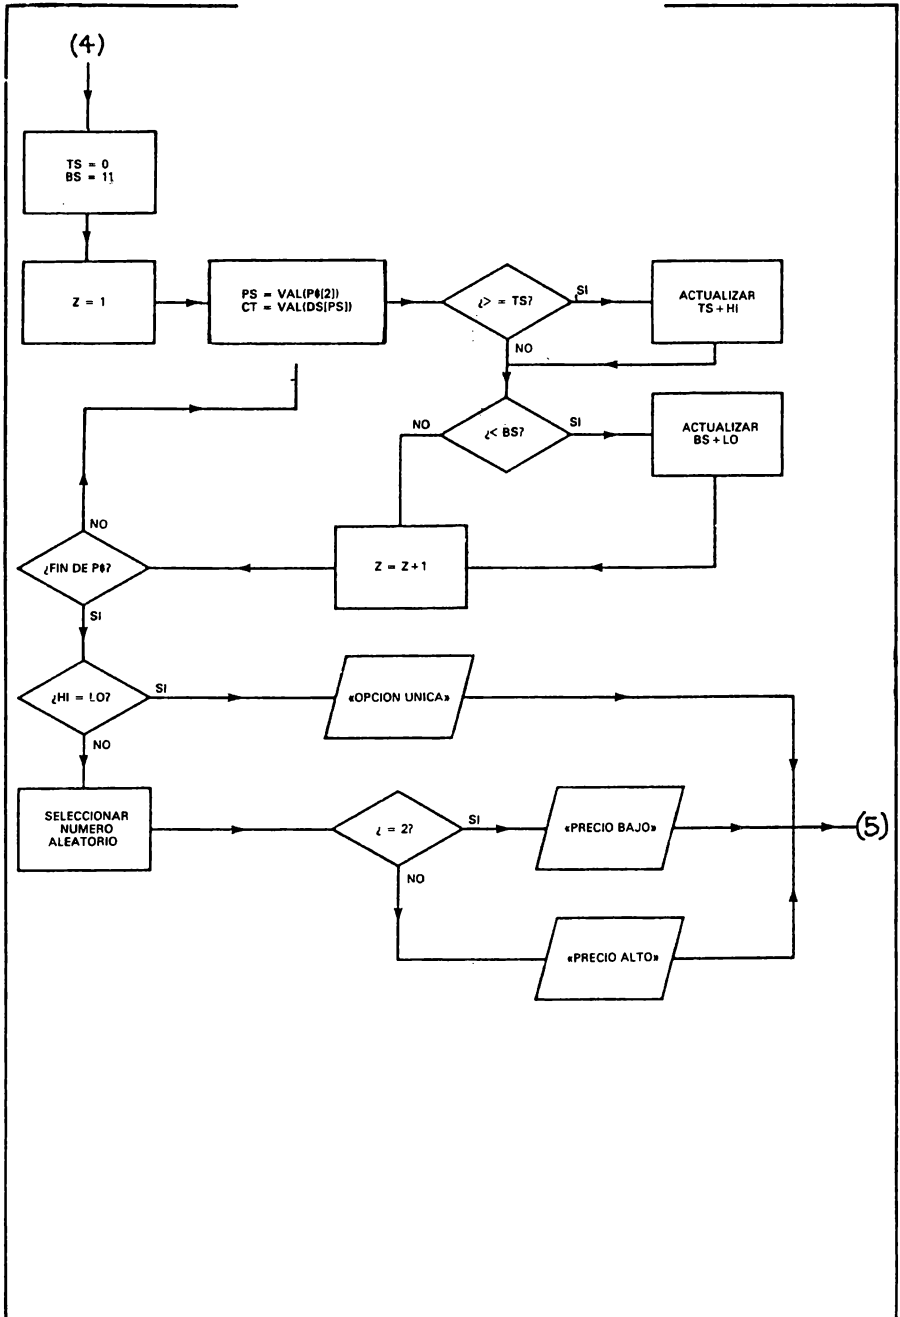 (4)
TS = 0
BS = 11
Z = 1
PS = VAL(P$[2])
CT = VAL(DS[PS])
¿> = TS?
SI
ACTUALIZAR
TS + HI
NO
¿< BS?
NO
SI
ACTUALIZAR
BS + LO
NO
¿FIN DE P$?
Z = Z + 1
SI
¿HI = LO?
SI
«OPCION UNICA»
NO
SELECCIONAR
NUMERO
ALEATORIO
¿ = 2?
SI
«PRECIO BAJO»
(5)
NO
«PRECIO ALTO»